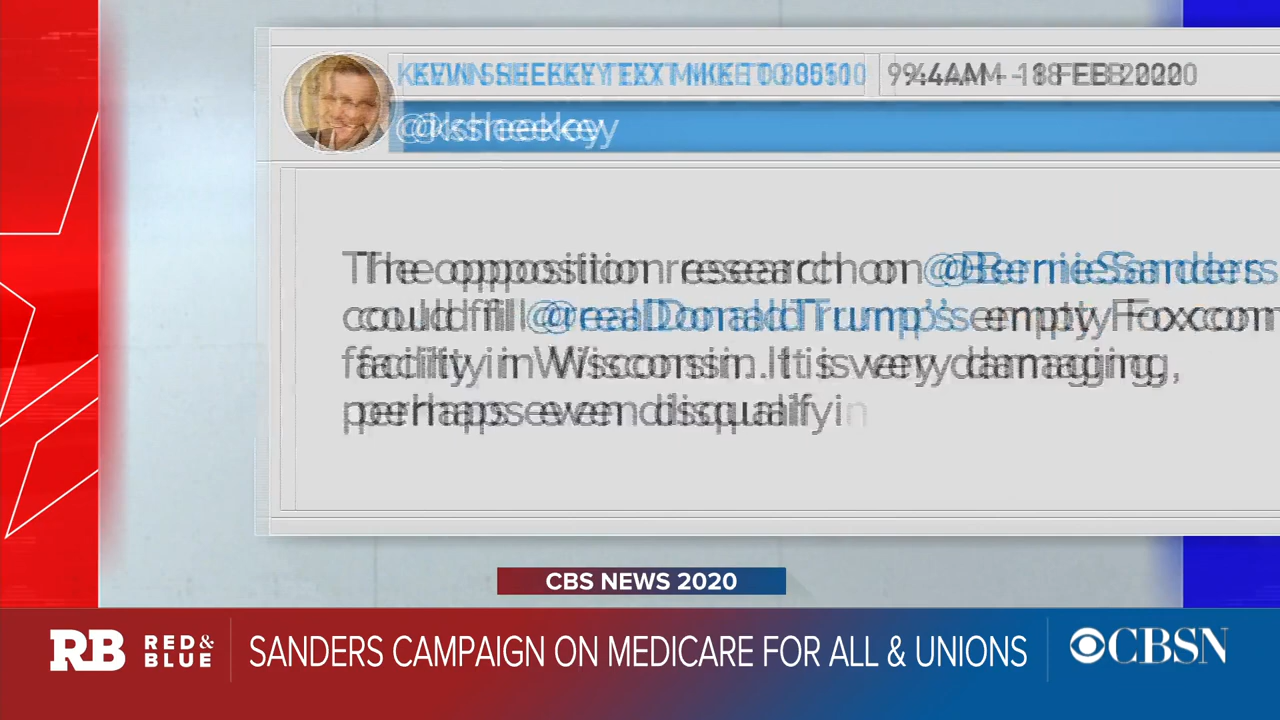 KEVIN SHEEKEY TEXT MIKE TO 80510
9:4AM - 18 FEB 2020
@ksheekey
The opposition research on @BernieSanders
could fill @realDonaldTrump's empty Foxconn
facility in Wisconsin. It is very damaging,
perhaps even disqualifyin
CBS NEWS 2020
RB RED& BLUE
SANDERS CAMPAIGN ON MEDICARE FOR ALL & UNIONS
CBSN